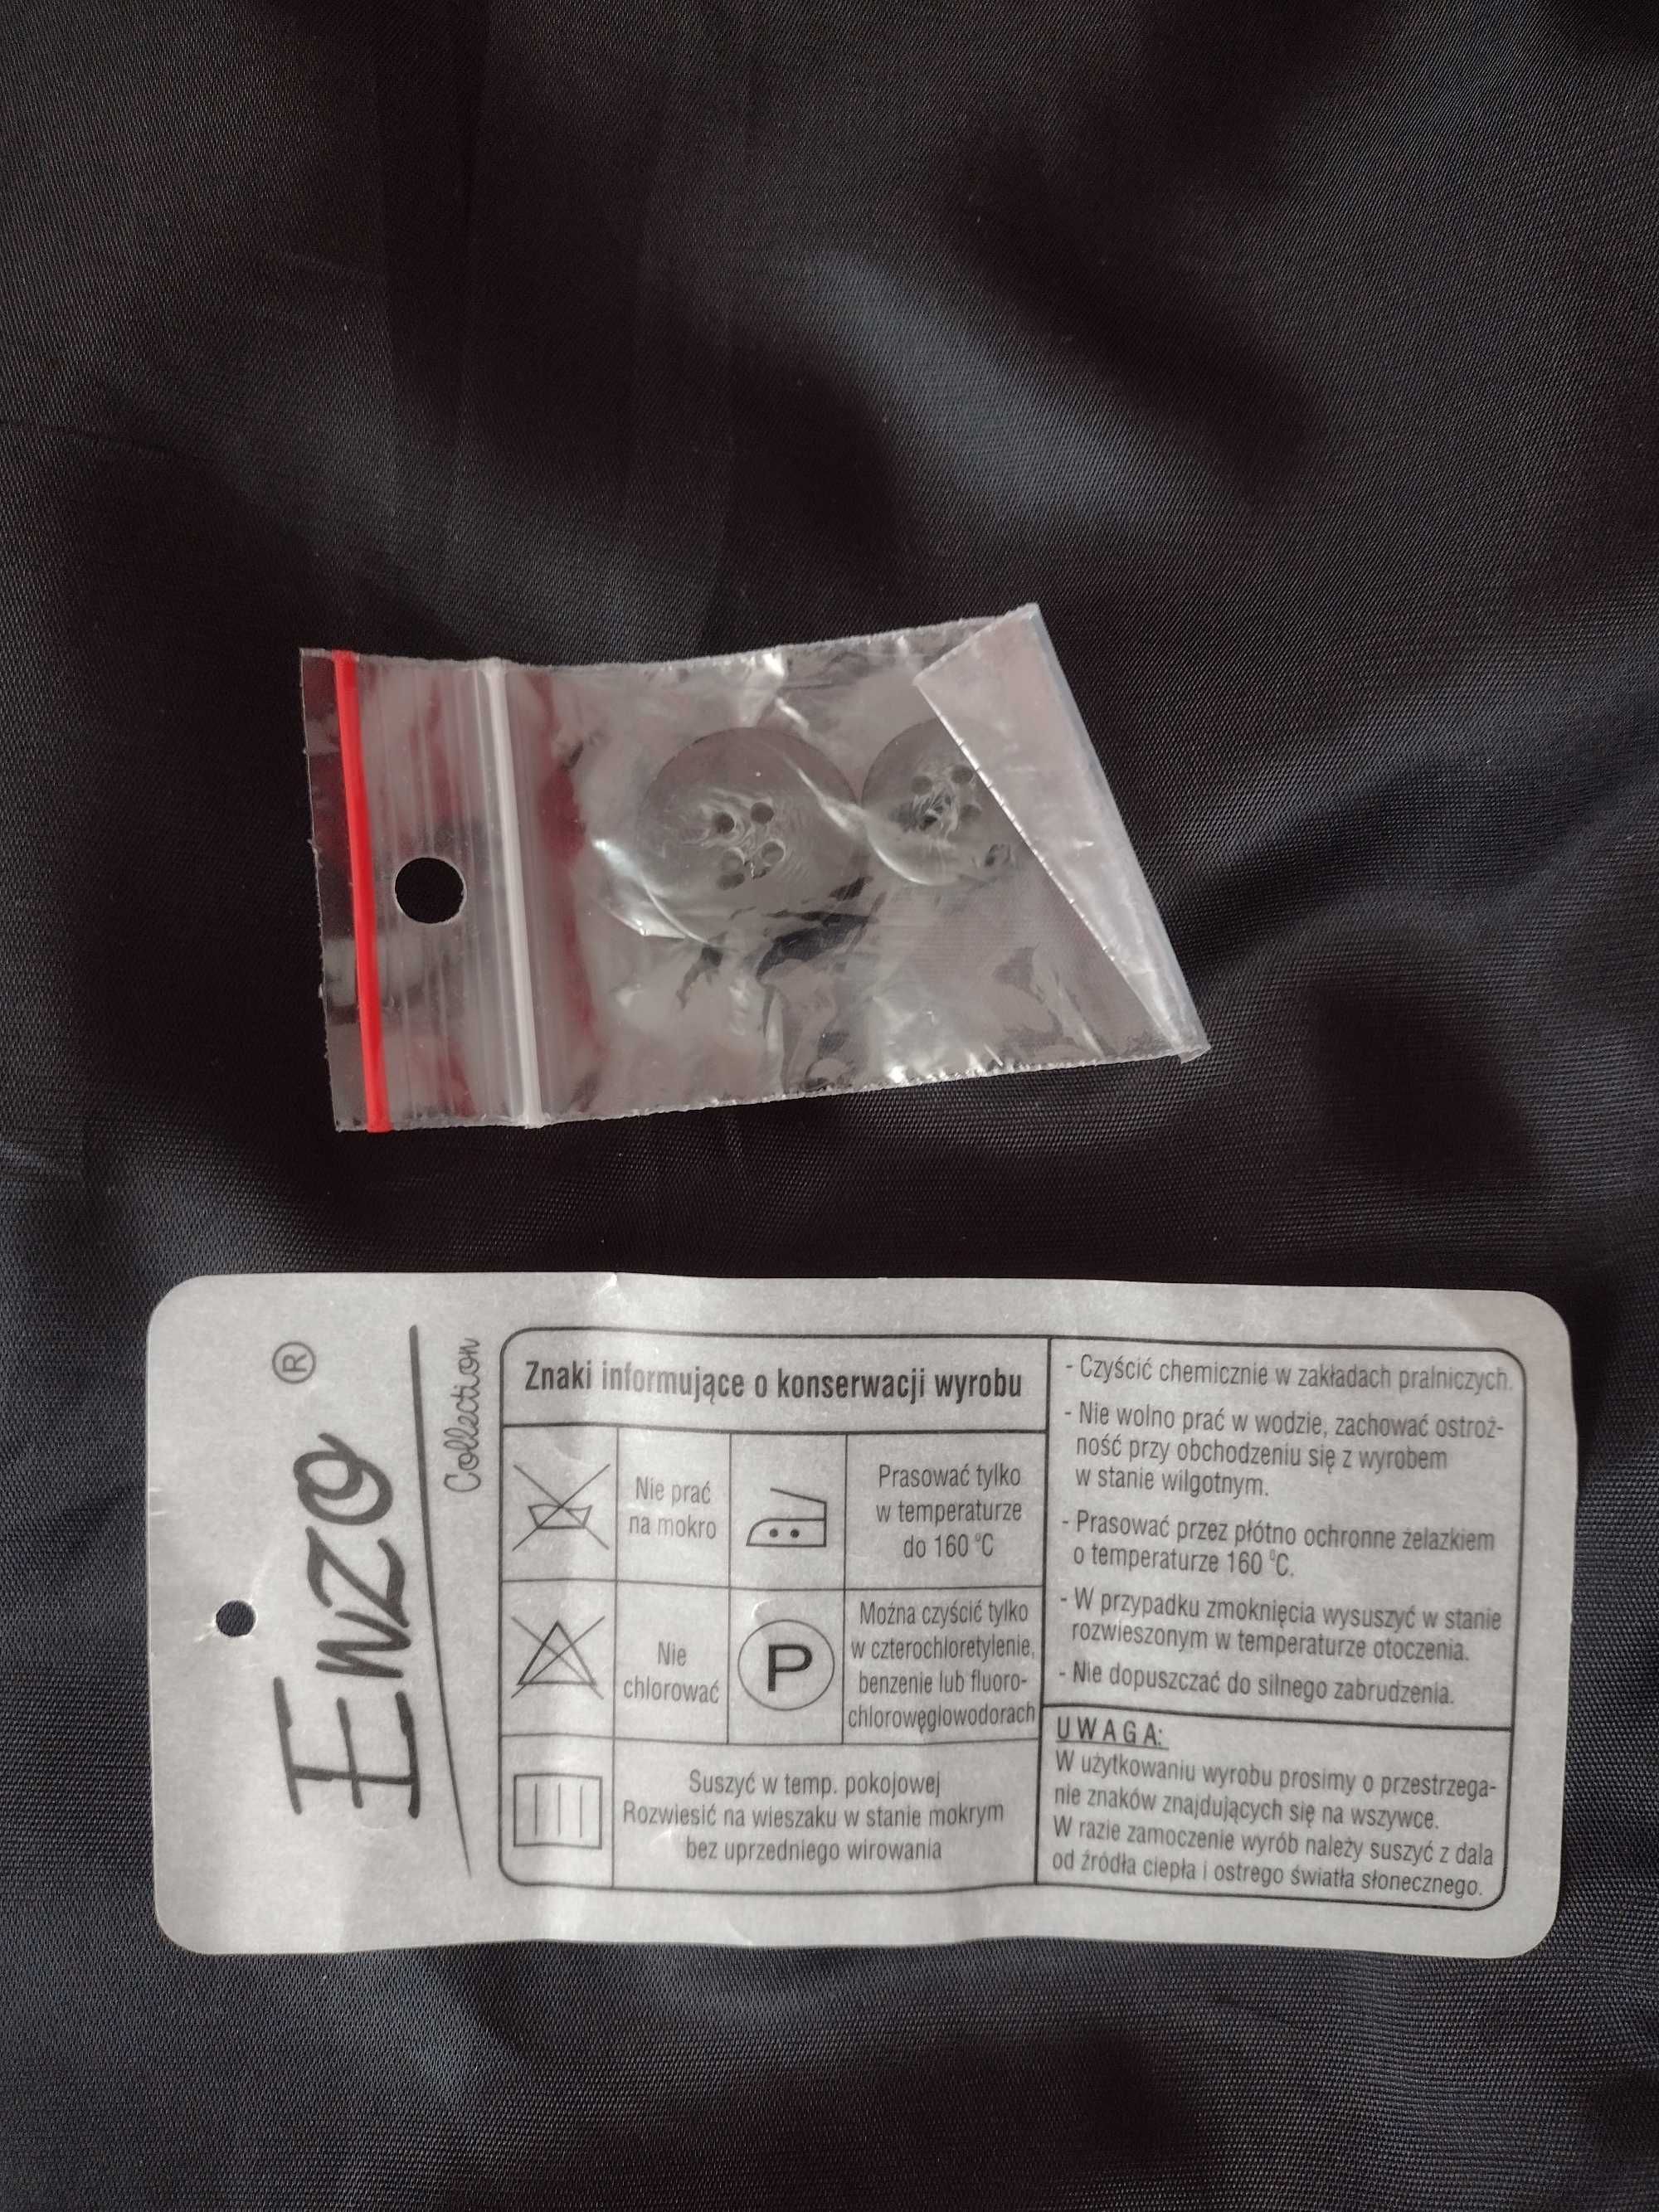 Enzo ®
Collection
Znaki informujące o konserwacji wyrobu
Nie prać
na mokro
Prasować tylko
w temperaturze
do 160 °C
Nie
chlorować
P
Można czyścić tylko
w czterochloretylenie,
benzenie lub fluoro-
chlorowęglowodorach
Suszyć w temp. pokojowej
Rozwiesić na wieszaku w stanie mokrym
bez uprzedniego wirowania
- Czyścić chemicznie w zakładach pralniczych.
- Nie wolno prać w wodzie, zachować ostroż-
ność przy obchodzeniu się z wyrobem
w stanie wilgotnym.
- Prasować przez płótno ochronne żelazkiem
o temperaturze 160 °C.
- W przypadku zmoknięcia wysuszyć w stanie
rozwieszonym w temperaturze otoczenia.
- Nie dopuszczać do silnego zabrudzenia.
UWAGA:
W użytkowaniu wyrobu prosimy o przestrzega-
nie znaków znajdujących się na wszywce.
W razie zamoczenie wyrób należy suszyć z dala
od źródła ciepła i ostrego światła słonecznego.